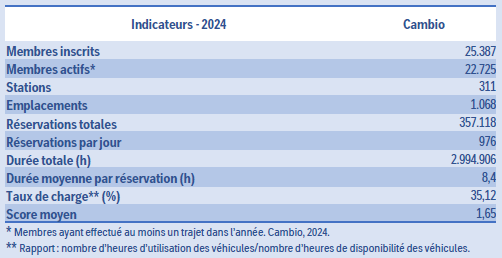 Indicateurs - 2024 Cambio
Membres inscrits 25.387
Membres actifs* 22.725
Stations 311
Emplacements 1.068
Réservations totales 357.118
Réservations par jour 976
Durée totale (h) 2.994.906
Durée moyenne par réservation (h) 8,4
Taux de charge** (%) 35,12
Score moyen 1,65
* Membres ayant effectué au moins un trajet dans l'année. Cambio, 2024.
** Rapport : nombre d'heures d'utilisation des véhicules/nombre d'heures de disponibilité des véhicules.